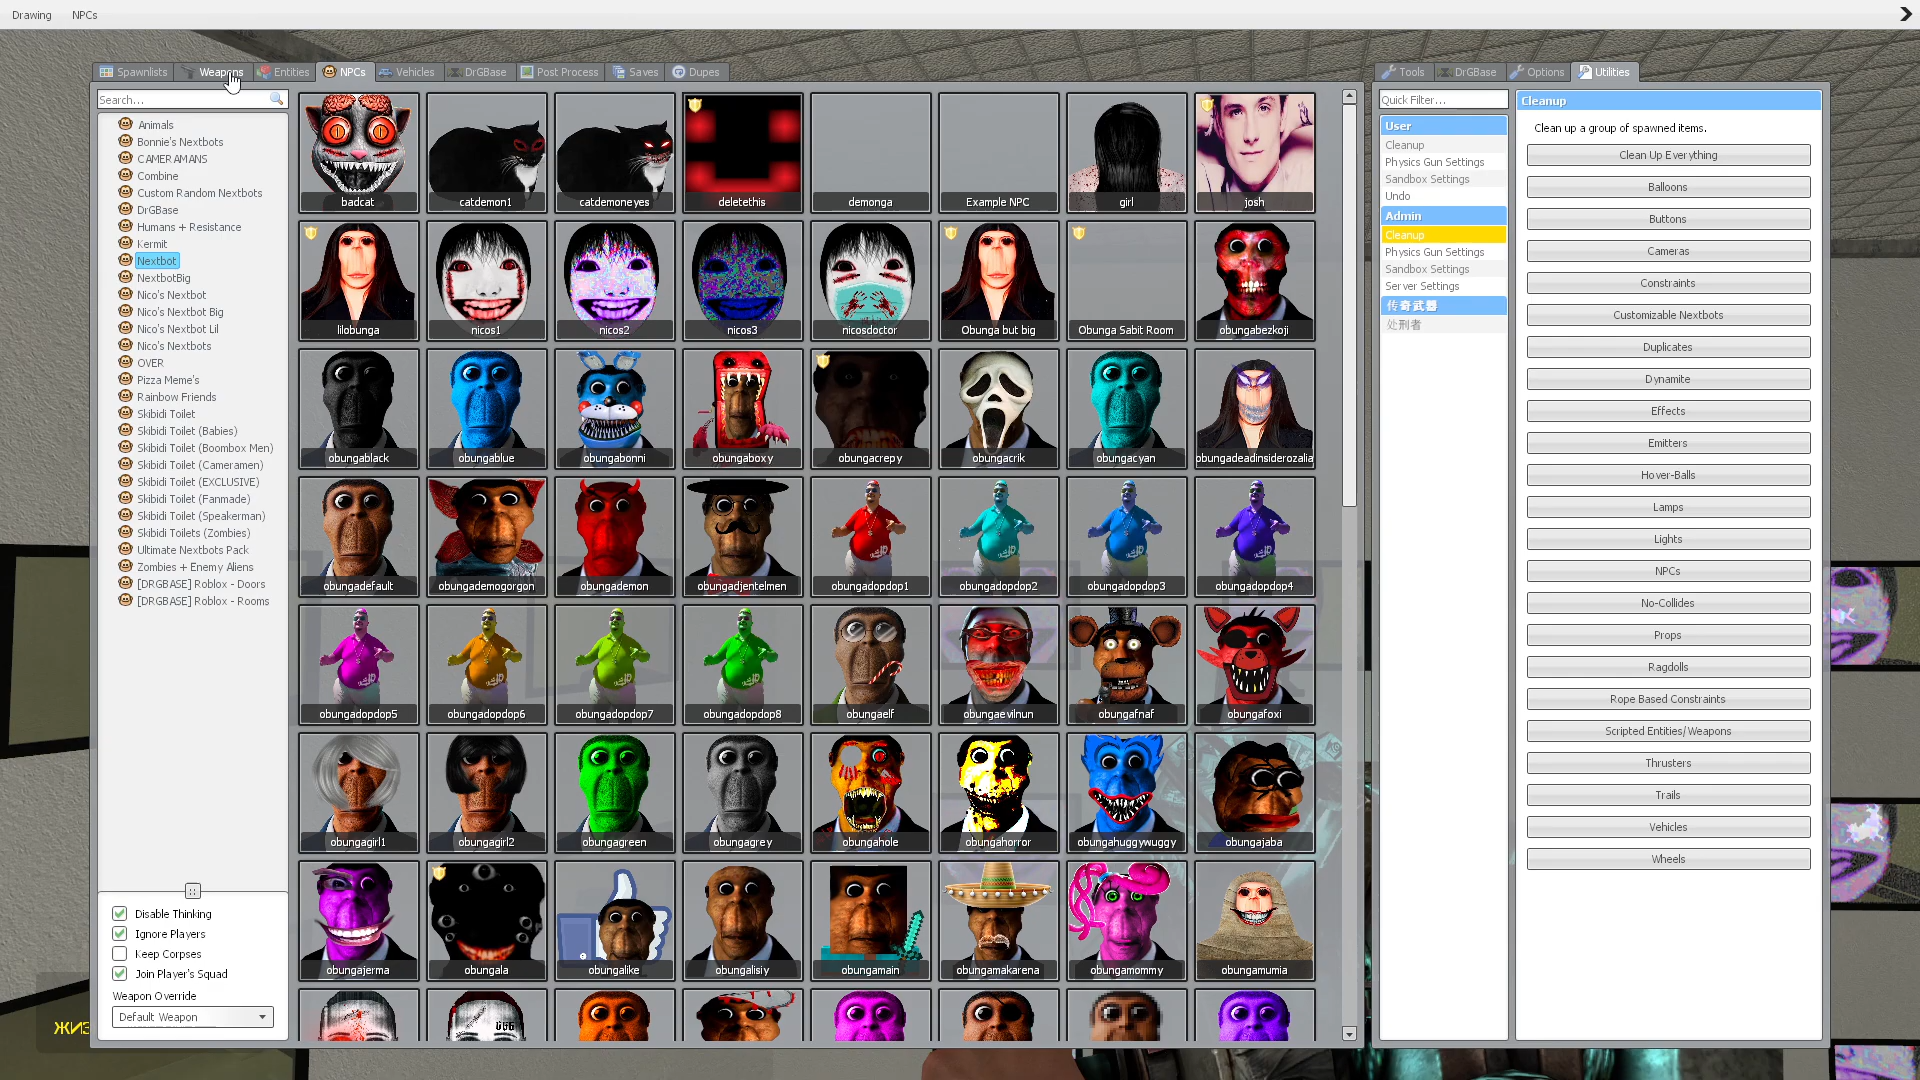 Drawing NPCs
Spawnlists Weapons Entities NPCs Vehicles DrGBase Post Process Saves Dupes
Tools DrGBase Options Utilities
Search...
Animals
Bonnie's Nextbots
CAMERAMANS
Combine
Custom Random Nextbots
DrGBase
Humans + Resistance
Kermit
Nextbot
NextbotBig
Nico's Nextbot
Nico's Nextbot Big
Nico's Nextbot Lil
Nico's Nextbots
OVER
Pizza Meme's
Rainbow Friends
Skibidi Toilet
Skibidi Toilet (Babies)
Skibidi Toilet (Boombox Men)
Skibidi Toilet (Cameramen)
Skibidi Toilet (EXCLUSIVE)
Skibidi Toilet (Fanmade)
Skibidi Toilet (Speakerman)
Skibidi Toilets (Zombies)
Ultimate Nextbots Pack
Zombies + Enemy Aliens
[DRGBASE] Roblox - Doors
[DRGBASE] Roblox - Rooms
Disable Thinking
Ignore Players
Keep Corpses
Join Player's Squad
Weapon Override
Default Weapon
ЖИЗ
badcat catdemon1 catdemoneyes deletethis demonga Example NPC girl josh
lilobunga nicos1 nicos2 nicos3 nicosdoctor Obunga but big Obunga Sabit Room obungabezkoji
obungablack obungablue obungabonni obungaboxy obungacrepy obungacrik obungacyan obungadeadinsiderozalia
obungadefault obungademogorgon obungademon obungadjentelmen obungadopdop1 obungadopdop2 obungadopdop3 obungadopdop4
obungadopdop5 obungadopdop6 obungadopdop7 obungadopdop8 obungaelf obungaevilnun obungafnaf obungafoxi
obungagirl1 obungagirl2 obungagreen obungagrey obungahole obungahorror obungahuggywuggy obungajaba
obungajerma obungala obungalike obungalisiy obungamain obungamakarena obungamommy obungamumia
666
Quick Filter...
User
Cleanup
Physics Gun Settings
Sandbox Settings
Undo
Admin
Cleanup
Physics Gun Settings
Sandbox Settings
Server Settings
传奇武器
处刑者
Cleanup
Clean up a group of spawned items.
Clean Up Everything
Balloons
Buttons
Cameras
Constraints
Customizable Nextbots
Duplicates
Dynamite
Effects
Emitters
Hover-Balls
Lamps
Lights
NPCs
No-Collides
Props
Ragdolls
Rope Based Constraints
Scripted Entities/Weapons
Thrusters
Trails
Vehicles
Wheels